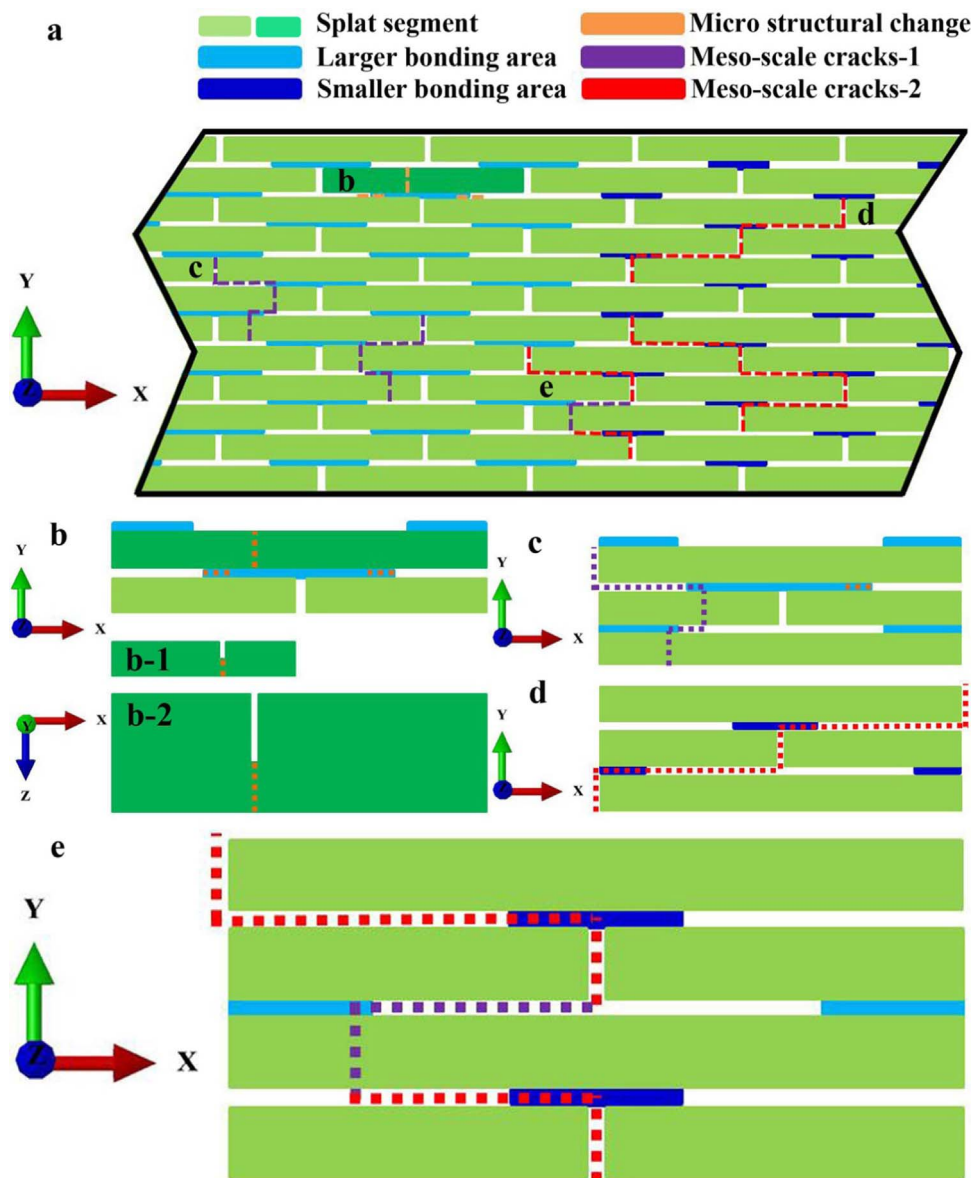 a
Splat segment
Micro structural change
Larger bonding area
Meso-scale cracks-1
Smaller bonding area
Meso-scale cracks-2
b
d
c
Y
Z
X
e
b
Y
Z
X
b-1
b-2
Y
X
Z
c
Y
Z
X
d
Y
Z
X
e
Y
Z
X